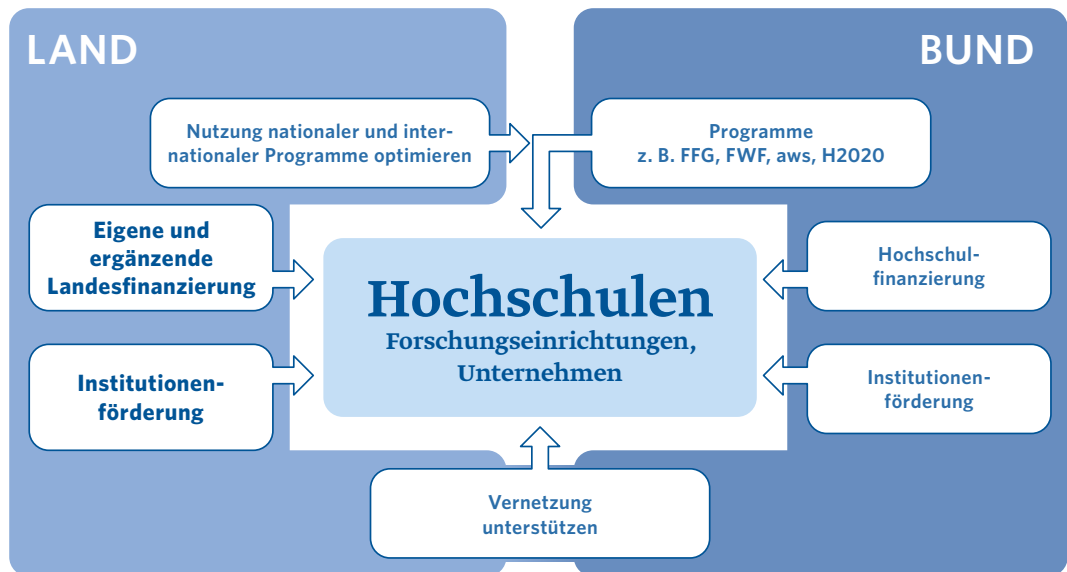 LAND
BUND
Nutzung nationaler und inter-
nationaler Programme optimieren
Programme
z. B. FFG, FWF, aws, H2020
Eigene und
ergänzende
Landesfinanzierung
Hochschul-
finanzierung
Hochschulen
Forschungseinrichtungen,
Unternehmen
Institutionen-
förderung
Institutionen-
förderung
Vernetzung
unterstützen